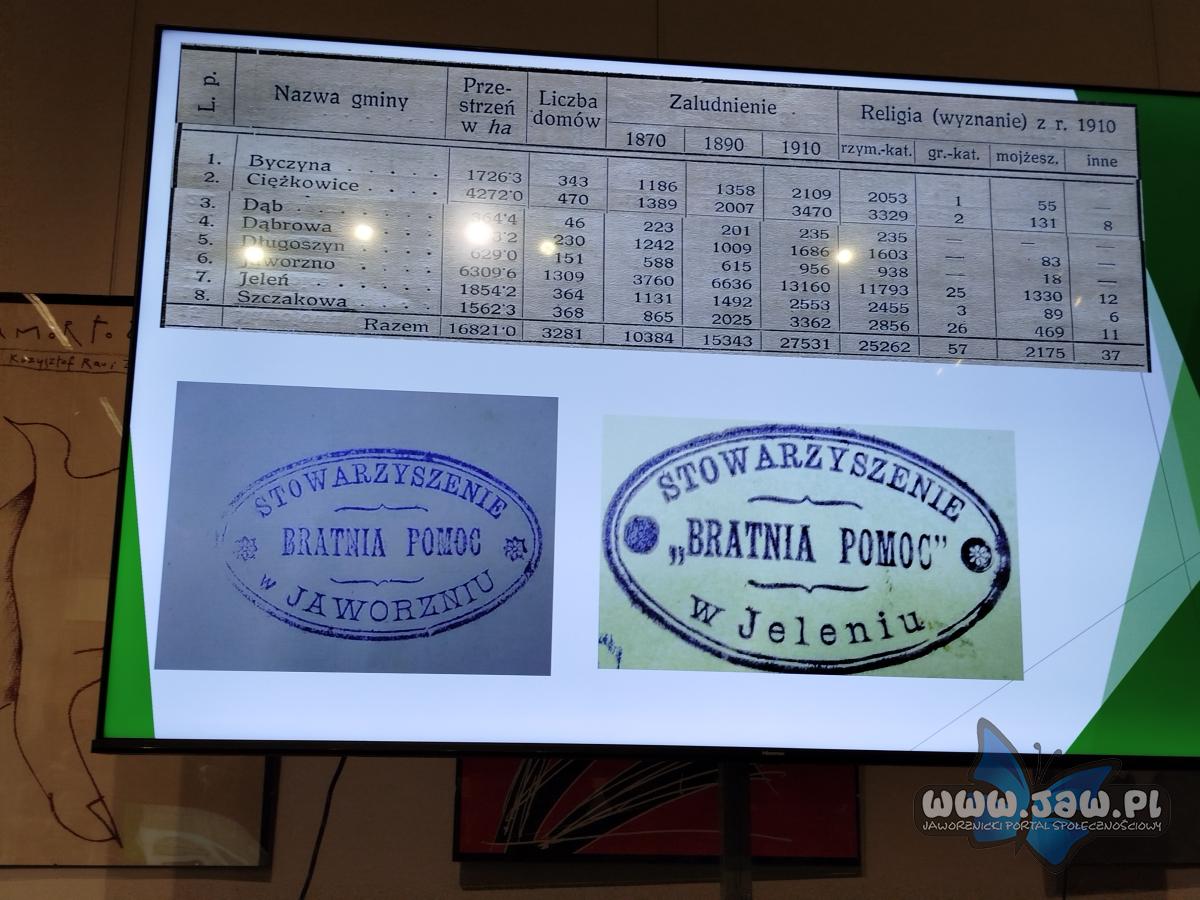 L. p. Nazwa gminy Prze-strzeń w ha Liczba domów Zaludnienie Religia (wyznanie) z r. 1910
1870 1890 1910 rzym.-kat. gr.-kat. mojżesz. inne
1. Byczyna 1726'3 343 1186 1358 2109 2053 1 55 —
2. Ciężkowice 4272'0 470 1389 2007 3470 3329 2 131 8
3. Dąb 46 223 201 235 235 — — —
4. Dąbrowa 230 1242 1009 1686 1603 — 83 —
5. Długoszyn 629'0 151 588 615 956 938 — 18 —
6. Jaworzno 6309'6 1309 3760 6636 13160 11793 25 1330 12
7. Jeleń 1854'2 364 1131 1492 2553 2455 3 89 6
8. Szczakowa 1562'3 368 865 2025 3362 2856 26 469 11
Razem 16821'0 3281 10384 15343 27531 25262 57 2175 37
STOWARZYSZENIE
BRATNIA POMOC
w JAWORZNIU
STOWARZYSZENIE
„BRATNIA POMOC”
w Jeleniu
Krzysztof
www.jaw.pl
JAWORZNICKI PORTAL SPOŁECZNOŚCIOWY